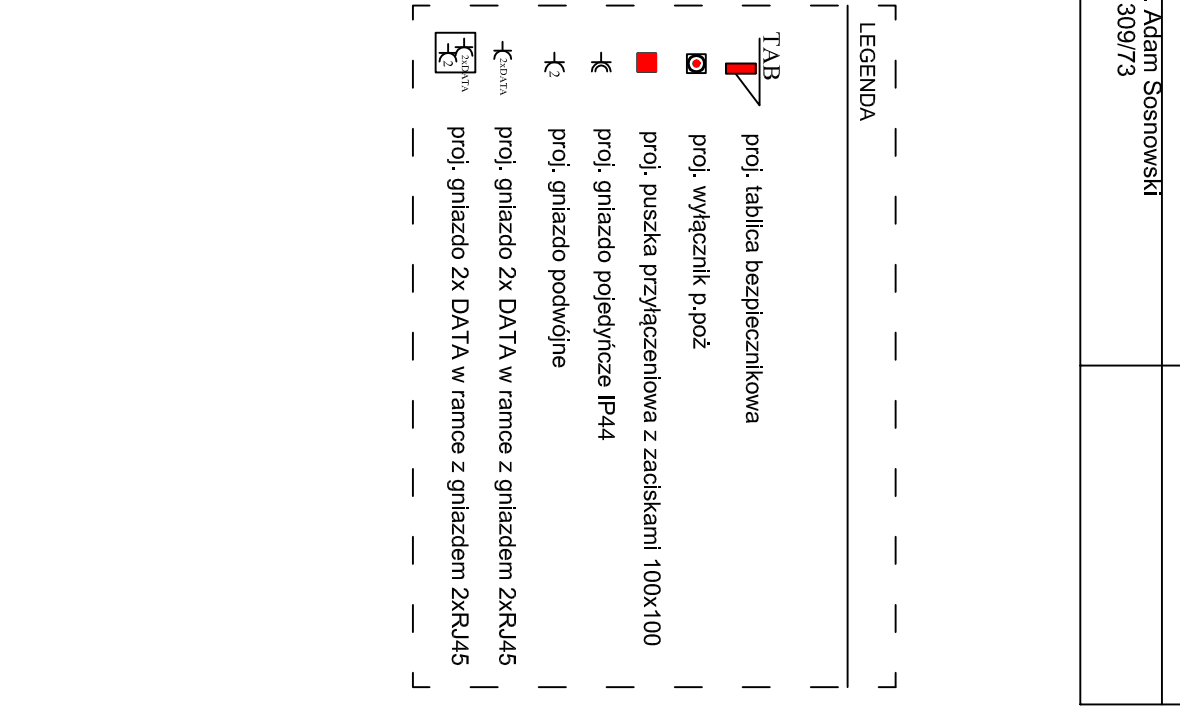 . Adam Sosnowski
309/73
LEGENDA
TAB
proj. tablica bezpiecznikowa
proj. wyłącznik p.poż
proj. puszka przyłączeniowa z zaciskami 100x100
proj. gniazdo pojedyńcze IP44
2
proj. gniazdo podwójne
2xDATA
proj. gniazdo 2x DATA w ramce z gniazdem 2xRJ45
2xDATA
2
proj. gniazdo 2x DATA w ramce z gniazdem 2xRJ45